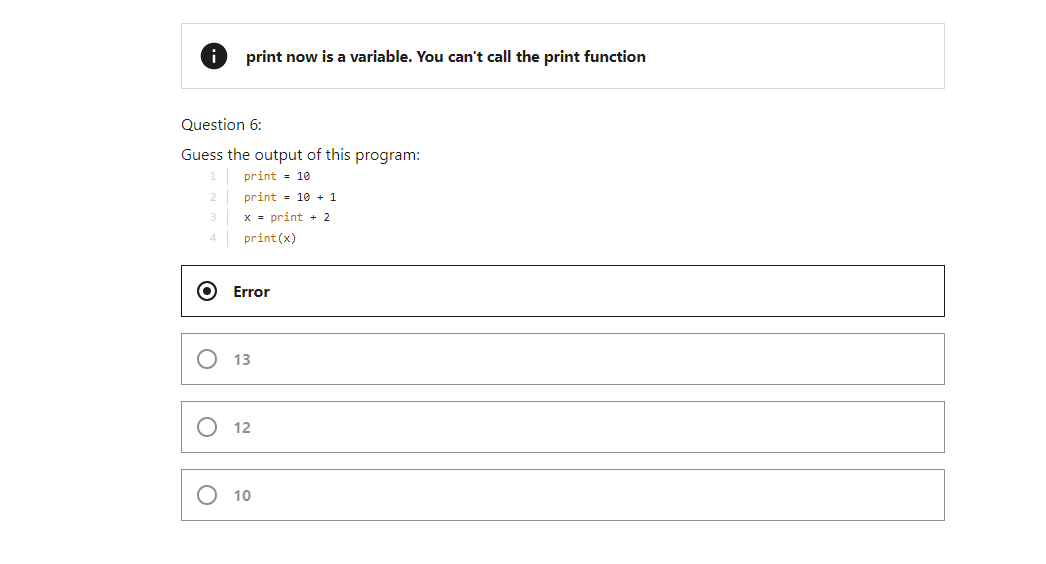 i print now is a variable. You can't call the print function
Question 6:
Guess the output of this program:
1 print = 10
2 print = 10 + 1
3 x = print + 2
4 print(x)
Error
13
12
10